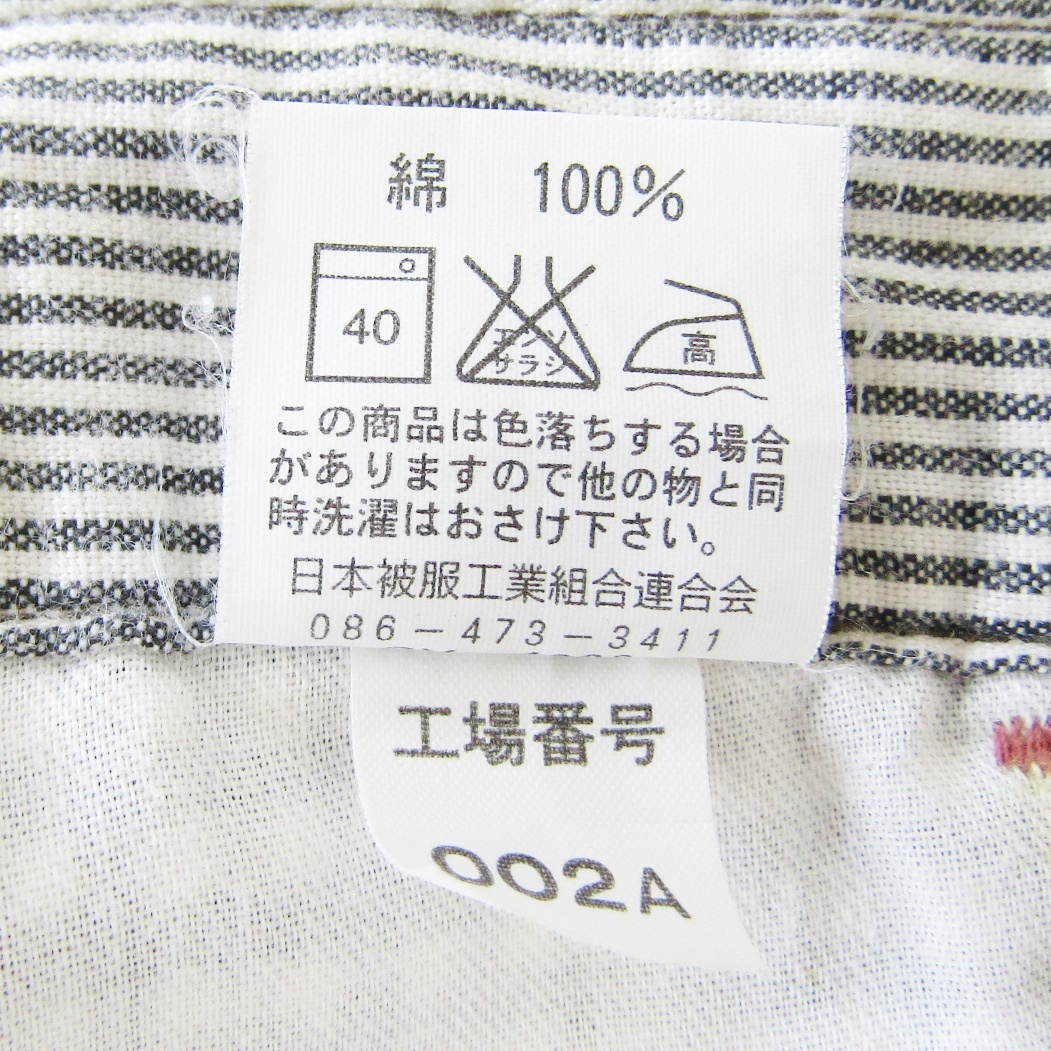 綿 100%
40
エンソ
サラシ
高
この商品は色落ちする場合
がありますので他の物と同
時洗濯はおさけ下さい。
日本被服工業組合連合会
086-473-3411
工場番号
002A